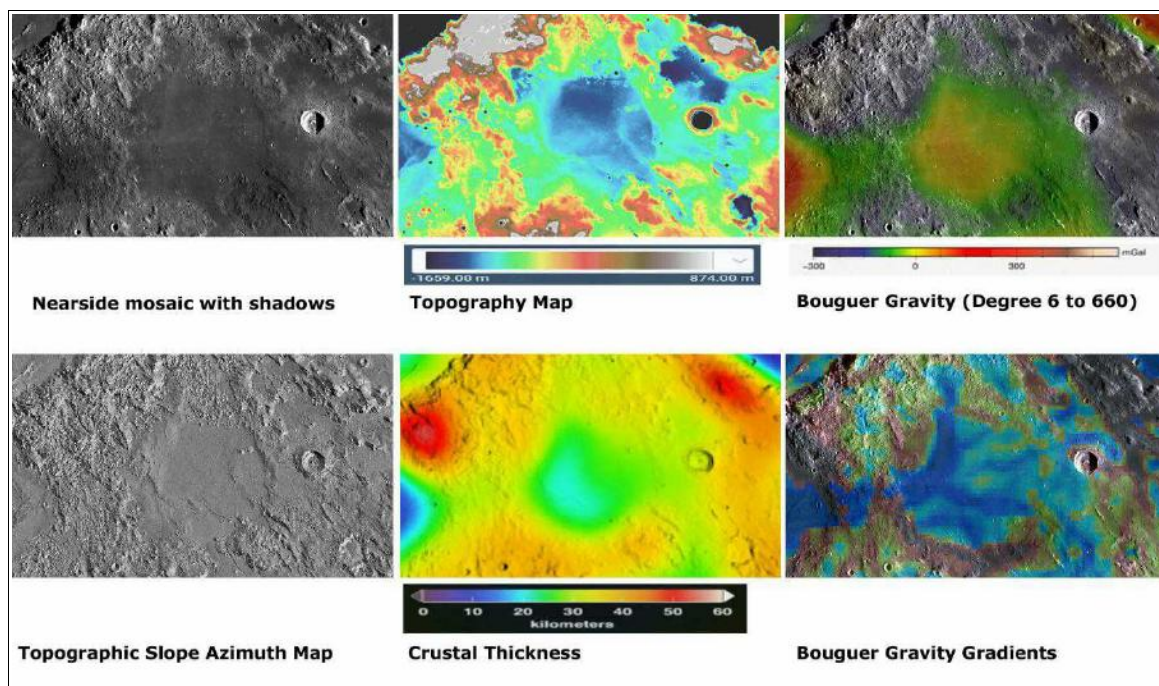 -1659.00 m 874.00 m
-300 0 300 mGal
Nearside mosaic with shadows
Topography Map
Bouguer Gravity (Degree 6 to 660)
0 10 20 30 40 50 60
kilometers
Topographic Slope Azimuth Map
Crustal Thickness
Bouguer Gravity Gradients